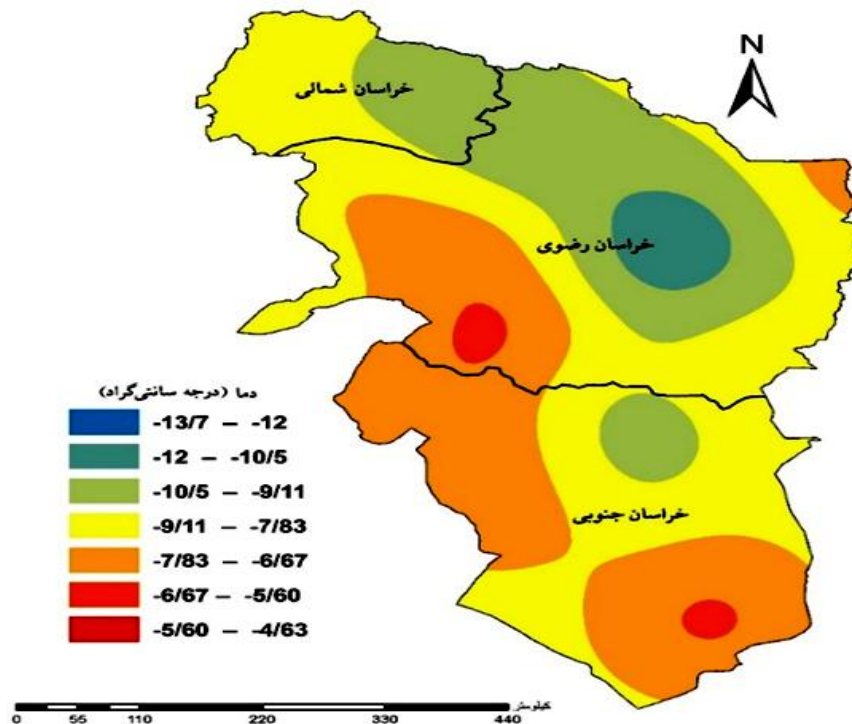 N
خراسان شمالی
خراسان رضوی
دما (درجه سانتی‌گراد)
-13/7 – -12
-12 – -10/5
-10/5 – -9/11
-9/11 – -7/83
-7/83 – -6/67
-6/67 – -5/60
-5/60 – -4/63
خراسان جنوبی
کیلومتر
0 55 110 220 330 440